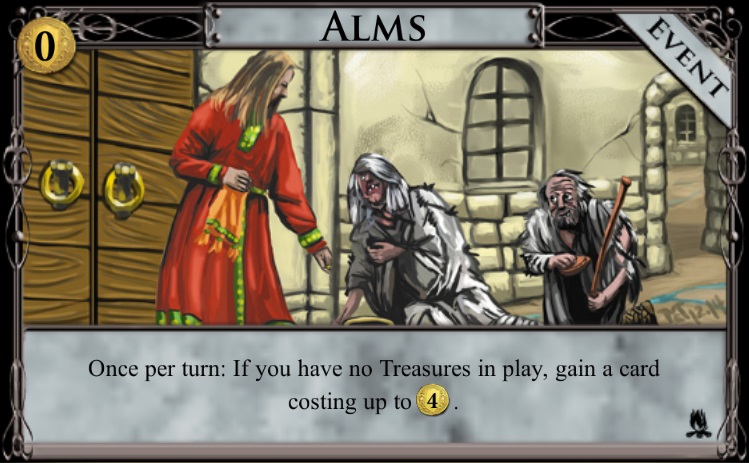 0
ALMS
EVENT
Once per turn: If you have no Treasures in play, gain a card
costing up to 4.